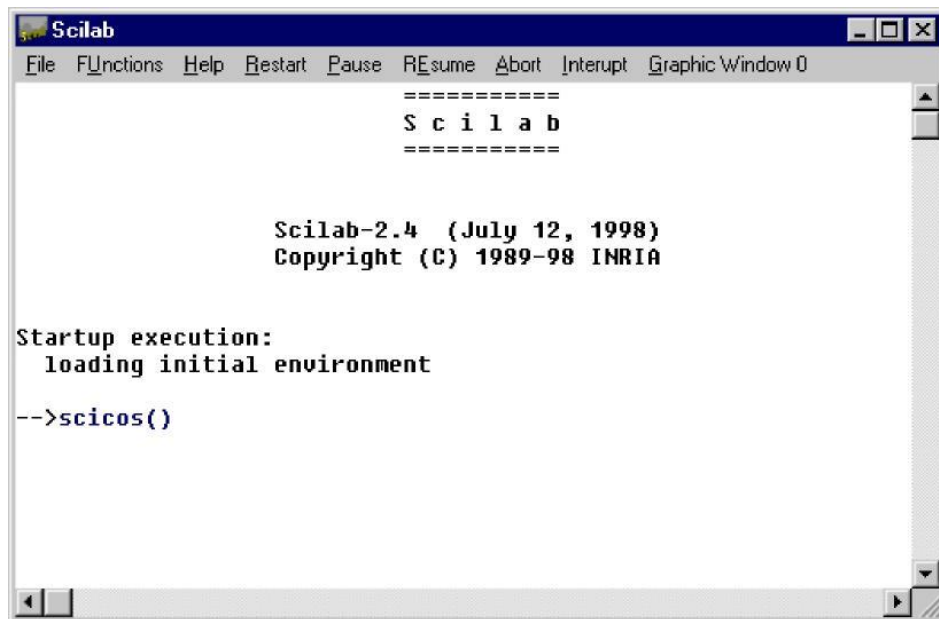 Scilab
File FUnctions Help Restart Pause REsume Abort Interupt Graphic Window 0
===========
S c i l a b
===========
Scilab-2.4 (July 12, 1998)
Copyright (C) 1989-98 INRIA
Startup execution:
loading initial environment
-->scicos()